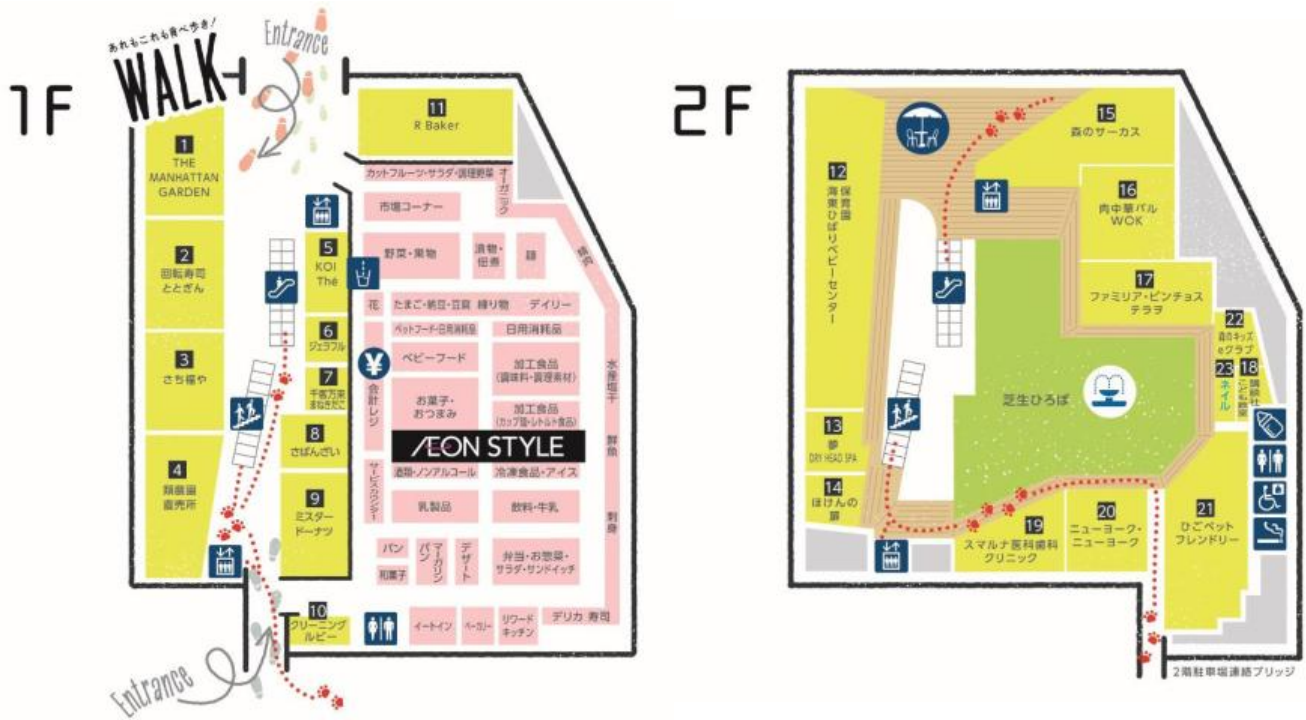 1F
あれもこれも食べ歩き!
WALK
Entrance
1
THE
MANHATTAN
GARDEN
2
回転寿司
ととぎん
3
さち福や
4
類農園
直売所
5
KOI
Thé
6
ジェラフル
7
千客万来
まねきだこ
8
さばんざい
9
ミスター
ドーナツ
10
クリーニング
ルビー
11
R Baker
カットフルーツ・サラダ・調理野菜
オーガニック
市場コーナー
野菜・果物
漬物・
佃煮
麺
精肉
花
たまご・納豆・豆腐 練り物 デイリー
ペットフード・日用消耗品
日用消耗品
ベビーフード
加工食品
(調味料・調理素材)
会計レジ
お菓子・
おつまみ
加工食品
(カップ麺・レトルト食品)
水産塩干
鮮魚
刺身
ÆON STYLE
サービスカウンター
酒類・ノンアルコール
冷凍食品・アイス
乳製品
飲料・牛乳
パン
和菓子
マーガリン
パン
デザート
弁当・お惣菜・
サラダ・サンドイッチ
イートイン
ベーカリー
リワード
キッチン
デリカ 寿司
Entrance
2F
12
保育園
海東ひばりベビーセンター
13
夢
DRY HEAD SPA
14
ほけんの
扉
15
森のサーカス
16
肉中華バル
WOK
17
ファミリア・ピンチョス
テラヲ
22
森のキッズ
eクラブ
23
ネイル
18
芝生ひろば
19
スマルナ医科歯科
クリニック
20
ニューヨーク・
ニューヨーク
21
ひごペット
フレンドリー
2階駐車場連絡ブリッジ